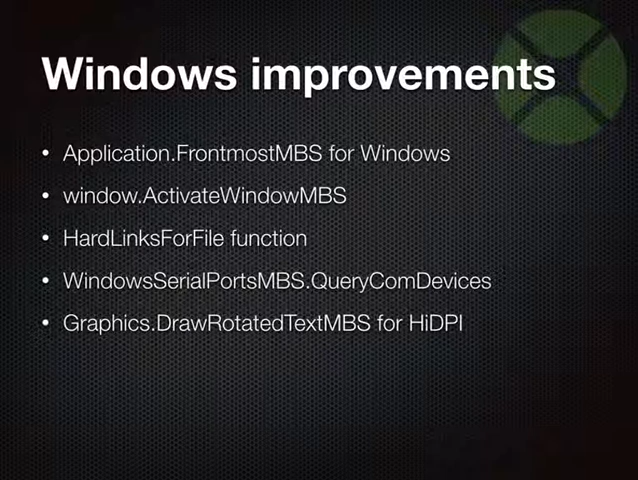 Windows improvements
• Application.FrontmostMBS for Windows
• window.ActivateWindowMBS
• HardLinksForFile function
• WindowsSerialPortsMBS.QueryComDevices
• Graphics.DrawRotatedTextMBS for HiDPI